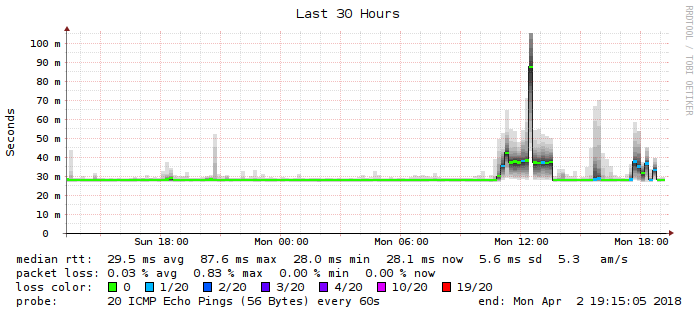 Last 30 Hours
RRDTOOL / TOBI OETIKER
Seconds
100 m
90 m
80 m
70 m
60 m
50 m
40 m
30 m
20 m
10 m
0
Sun 18:00 Mon 00:00 Mon 06:00 Mon 12:00 Mon 18:00
median rtt: 29.5 ms avg 87.6 ms max 28.0 ms min 28.1 ms now 5.6 ms sd 5.3 am/s
packet loss: 0.03 % avg 0.83 % max 0.00 % min 0.00 % now
loss color: 0 1/20 2/20 3/20 4/20 10/20 19/20
probe: 20 ICMP Echo Pings (56 Bytes) every 60s end: Mon Apr 2 19:15:05 2018